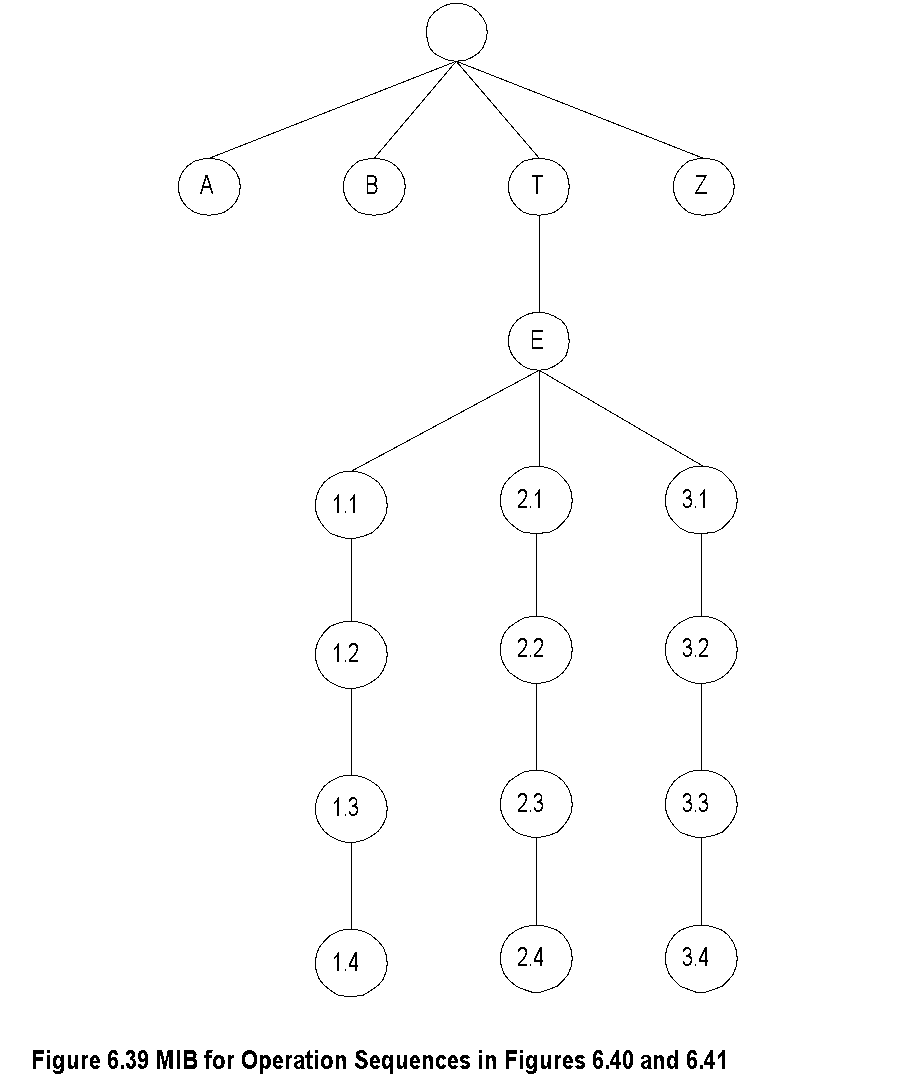 A B T Z
E
1.1 2.1 3.1
1.2 2.2 3.2
1.3 2.3 3.3
1.4 2.4 3.4
Figure 6.39 MIB for Operation Sequences in Figures 6.40 and 6.41